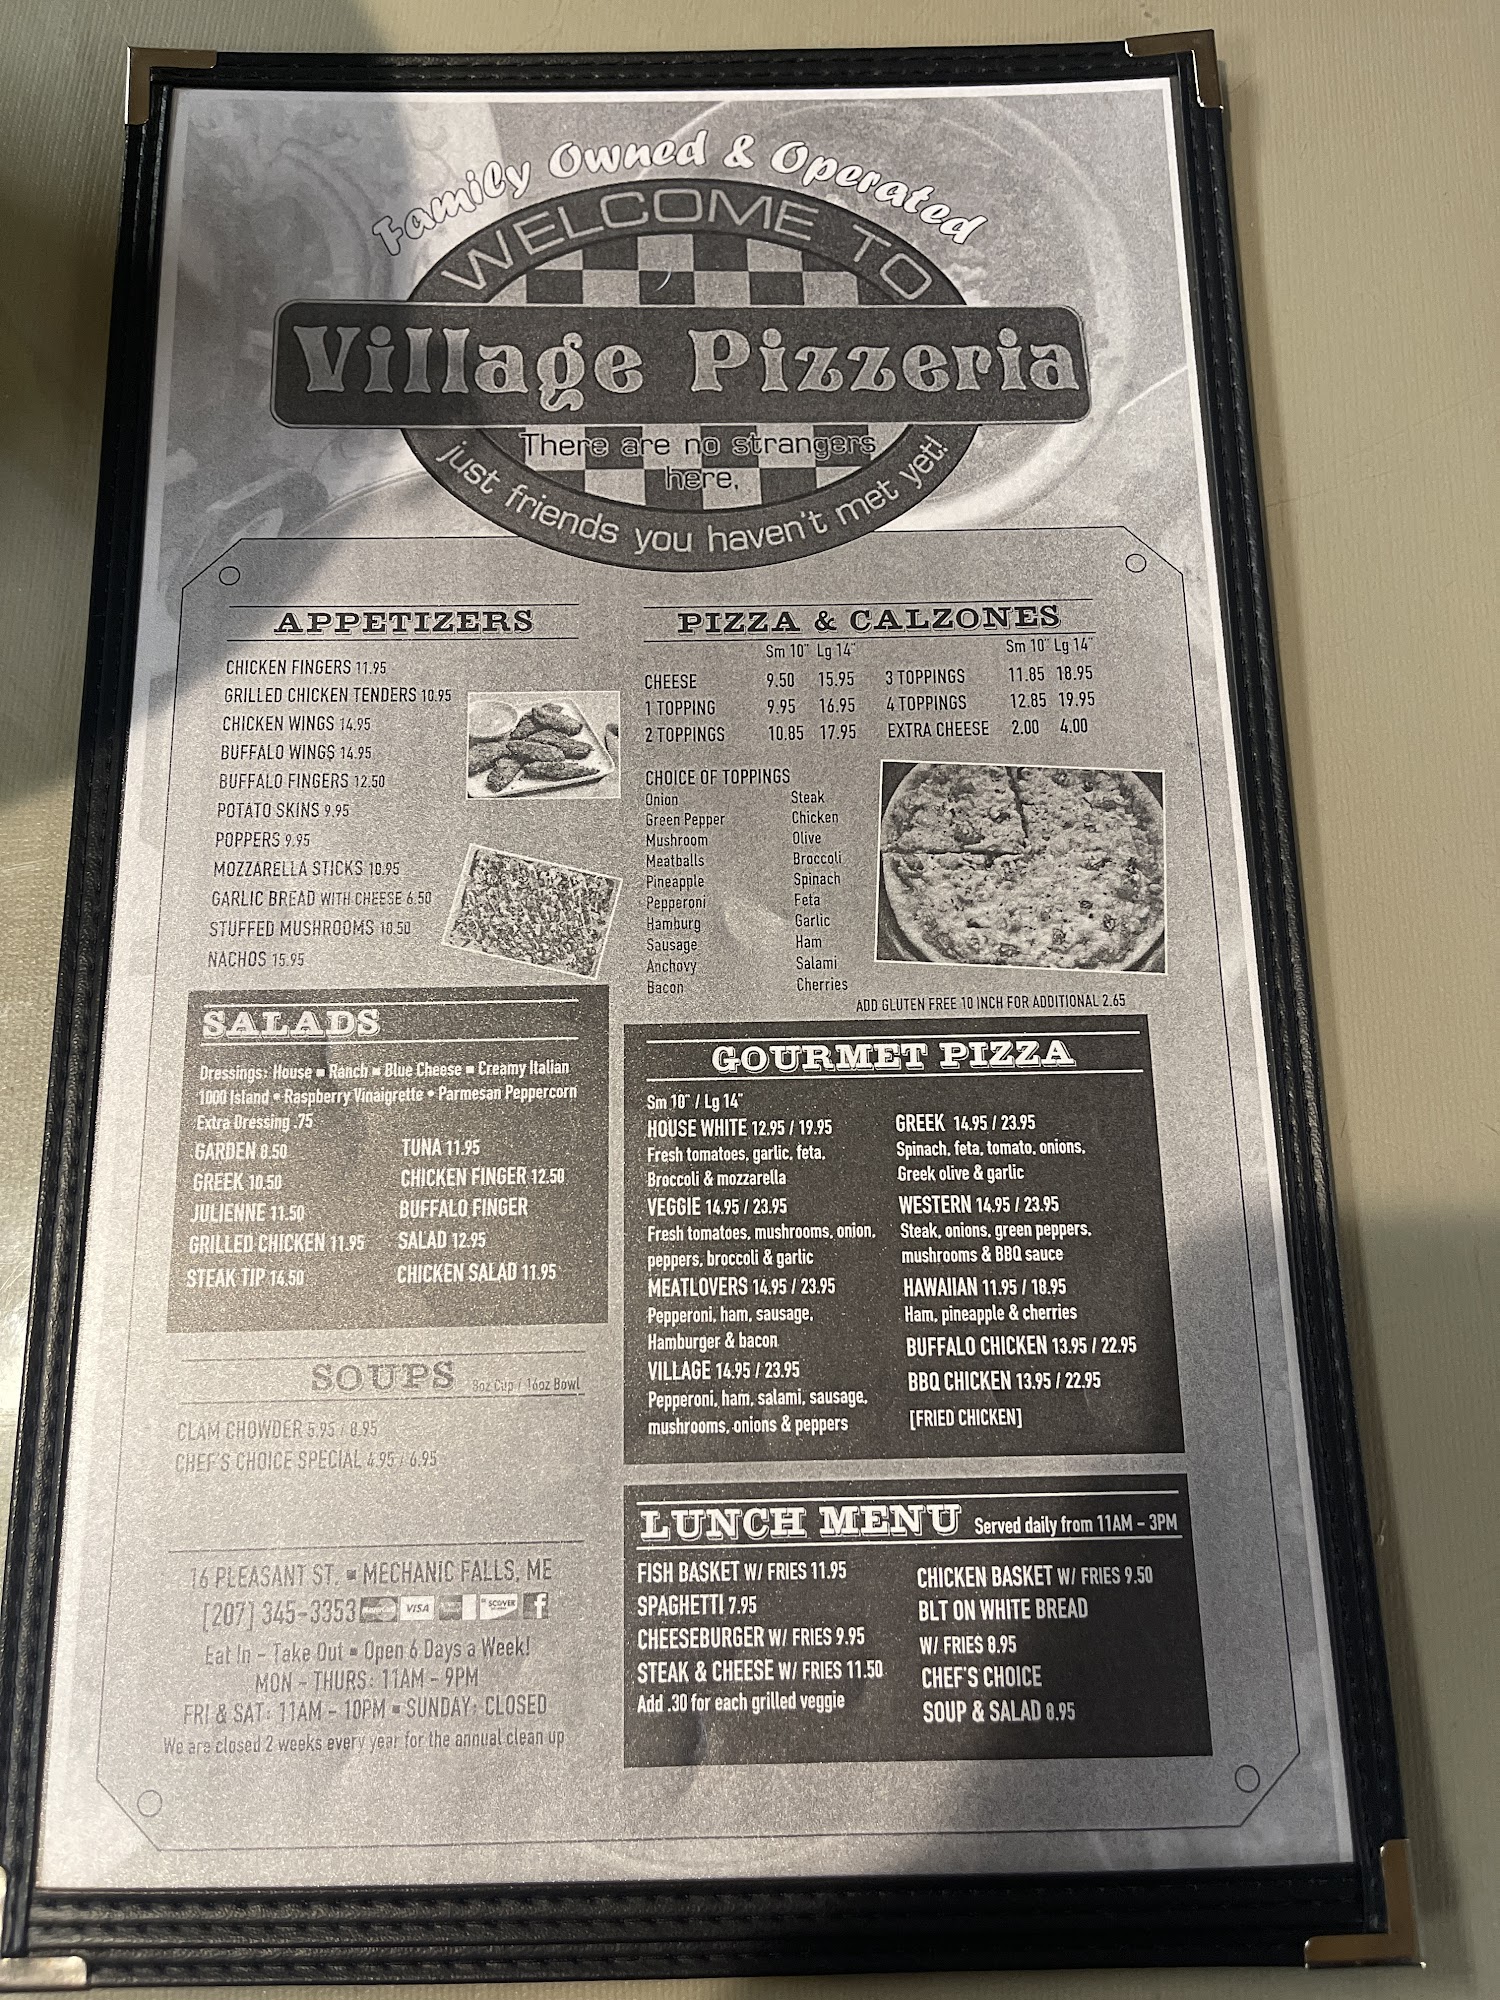 Family Owned & Operated
WELCOME TO
Village Pizzeria
There are no strangers
here,
just friends you haven't met yet!
APPETIZERS
CHICKEN FINGERS 11.95
GRILLED CHICKEN TENDERS 10.95
CHICKEN WINGS 14.95
BUFFALO WINGS 14.95
BUFFALO FINGERS 12.50
POTATO SKINS 9.95
POPPERS 9.95
MOZZARELLA STICKS 10.95
GARLIC BREAD WITH CHEESE 6.50
STUFFED MUSHROOMS 10.50
NACHOS 15.95
PIZZA & CALZONES
Sm 10" Lg 14" Sm 10" Lg 14"
CHEESE 9.50 15.95 3 TOPPINGS 11.85 18.95
1 TOPPING 9.95 16.95 4 TOPPINGS 12.85 19.95
2 TOPPINGS 10.85 17.95 EXTRA CHEESE 2.00 4.00
CHOICE OF TOPPINGS
Onion Steak
Green Pepper Chicken
Mushroom Olive
Meatballs Broccoli
Pineapple Spinach
Pepperoni Feta
Hamburg Garlic
Sausage Ham
Anchovy Salami
Bacon Cherries
ADD GLUTEN FREE 10 INCH FOR ADDITIONAL 2.65
SALADS
Dressings: House ▪ Ranch ▪ Blue Cheese ▪ Creamy Italian
1000 Island • Raspberry Vinaigrette • Parmesan Peppercorn
Extra Dressing .75
GARDEN 8.50
GREEK 10.50
JULIENNE 11.50
GRILLED CHICKEN 11.95
STEAK TIP 14.50
TUNA 11.95
CHICKEN FINGER 12.50
BUFFALO FINGER
SALAD 12.95
CHICKEN SALAD 11.95
GOURMET PIZZA
Sm 10" / Lg 14"
HOUSE WHITE 12.95 / 19.95
Fresh tomatoes, garlic, feta,
Broccoli & mozzarella
VEGGIE 14.95 / 23.95
Fresh tomatoes, mushrooms, onion,
peppers, broccoli & garlic
MEATLOVERS 14.95 / 23.95
Pepperoni, ham, sausage,
Hamburger & bacon
VILLAGE 14.95 / 23.95
Pepperoni, ham, salami, sausage,
mushrooms, onions & peppers
GREEK 14.95 / 23.95
Spinach, feta, tomato, onions,
Greek olive & garlic
WESTERN 14.95 / 23.95
Steak, onions, green peppers,
mushrooms & BBQ sauce
HAWAIIAN 11.95 / 18.95
Ham, pineapple & cherries
BUFFALO CHICKEN 13.95 / 22.95
BBQ CHICKEN 13.95 / 22.95
[FRIED CHICKEN]
SOUPS 8oz Cup / 16oz Bowl
CLAM CHOWDER 5.95 / 8.95
CHEF'S CHOICE SPECIAL 4.95 / 6.95
16 PLEASANT ST. ▪ MECHANIC FALLS, ME
[207] 345-3353 MasterCard VISA DISCOVER f
Eat In - Take Out ▪ Open 6 Days a Week!
MON - THURS: 11AM - 9PM
FRI & SAT: 11AM - 10PM ▪ SUNDAY: CLOSED
We are closed 2 weeks every year for the annual clean up
LUNCH MENU Served daily from 11AM - 3PM
FISH BASKET W/ FRIES 11.95
SPAGHETTI 7.95
CHEESEBURGER W/ FRIES 9.95
STEAK & CHEESE W/ FRIES 11.50
Add .30 for each grilled veggie
CHICKEN BASKET W/ FRIES 9.50
BLT ON WHITE BREAD
W/ FRIES 8.95
CHEF'S CHOICE
SOUP & SALAD 8.95